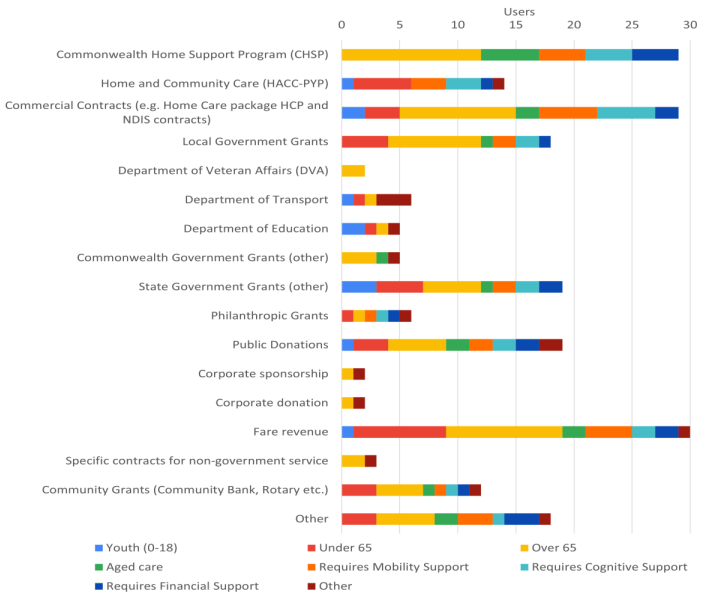 Users
0 5 10 15 20 25 30
Commonwealth Home Support Program (CHSP)
Home and Community Care (HACC-PYP)
Commercial Contracts (e.g. Home Care package HCP and
NDIS contracts)
Local Government Grants
Department of Veteran Affairs (DVA)
Department of Transport
Department of Education
Commonwealth Government Grants (other)
State Government Grants (other)
Philanthropic Grants
Public Donations
Corporate sponsorship
Corporate donation
Fare revenue
Specific contracts for non-government service
Community Grants (Community Bank, Rotary etc.)
Other
Youth (0-18) Under 65 Over 65
Aged care Requires Mobility Support Requires Cognitive Support
Requires Financial Support Other